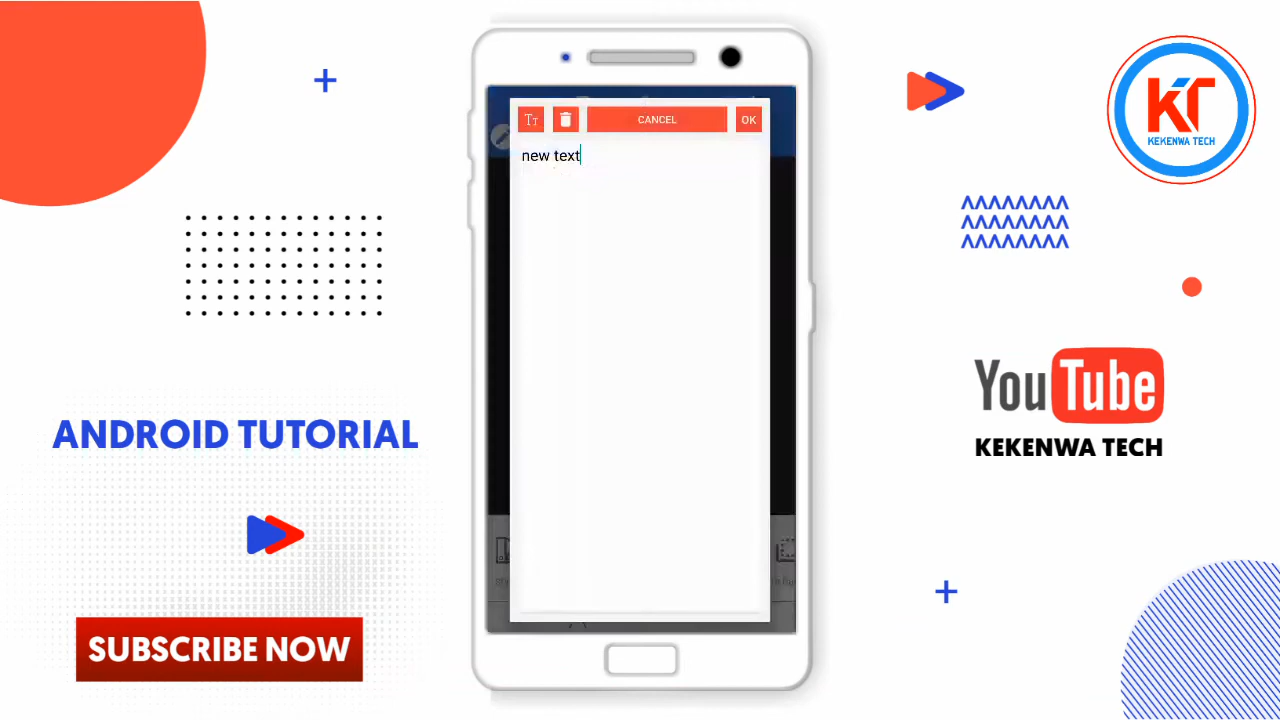 CANCEL
OK
new text
KT
KEKENWA TECH
YouTube
KEKENWA TECH
ANDROID TUTORIAL
SUBSCRIBE NOW